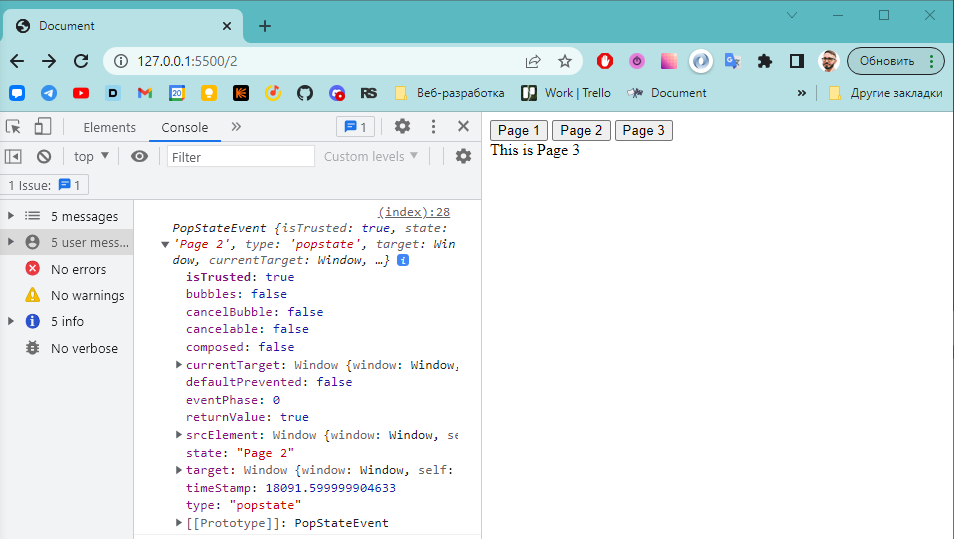 Document
127.0.0.1:5500/2
Обновить
20
RS
Веб-разработка
Work | Trello
Document
»
Другие закладки
Elements
Console
»
1
top
Filter
Custom levels
1 Issue:
1
5 messages
5 user mess...
No errors
No warnings
5 info
No verbose
(index):28
PopStateEvent {isTrusted: true, state:
'Page 2', type: 'popstate', target: Win
dow, currentTarget: Window, …}
isTrusted: true
bubbles: false
cancelBubble: false
cancelable: false
composed: false
currentTarget: Window {window: Window,
defaultPrevented: false
eventPhase: 0
returnValue: true
srcElement: Window {window: Window, se
state: "Page 2"
target: Window {window: Window, self:
timeStamp: 18091.599999904633
type: "popstate"
[[Prototype]]: PopStateEvent
Page 1
Page 2
Page 3
This is Page 3